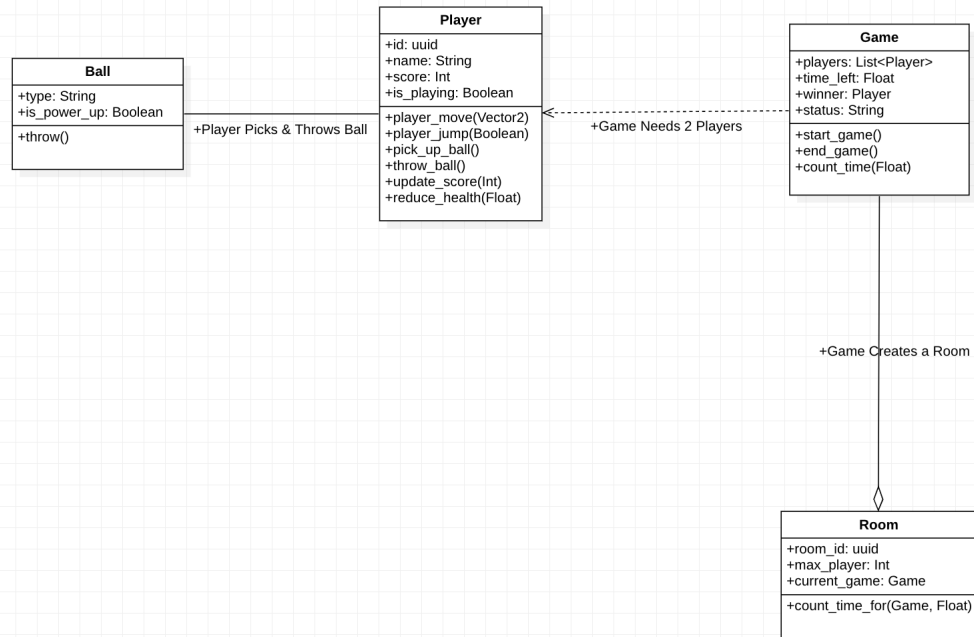 Ball
+type: String
+is_power_up: Boolean
+throw()
+Player Picks & Throws Ball
Player
+id: uuid
+name: String
+score: Int
+is_playing: Boolean
+player_move(Vector2)
+player_jump(Boolean)
+pick_up_ball()
+throw_ball()
+update_score(Int)
+reduce_health(Float)
+Game Needs 2 Players
Game
+players: List<Player>
+time_left: Float
+winner: Player
+status: String
+start_game()
+end_game()
+count_time(Float)
+Game Creates a Room
Room
+room_id: uuid
+max_player: Int
+current_game: Game
+count_time_for(Game, Float)